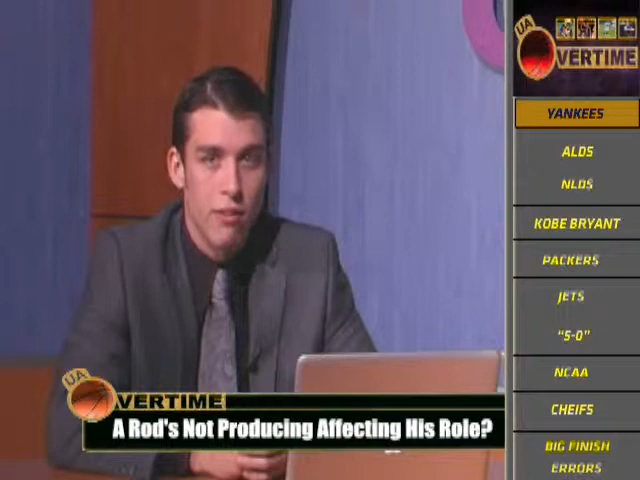 UA
VERTIME
YANKEES
ALDS
NLDS
KOBE BRYANT
PACKERS
JETS
"5-0"
NCAA
CHEIFS
BIG FINISH
ERRORS
UA
VERTIME
A Rod's Not Producing Affecting His Role?